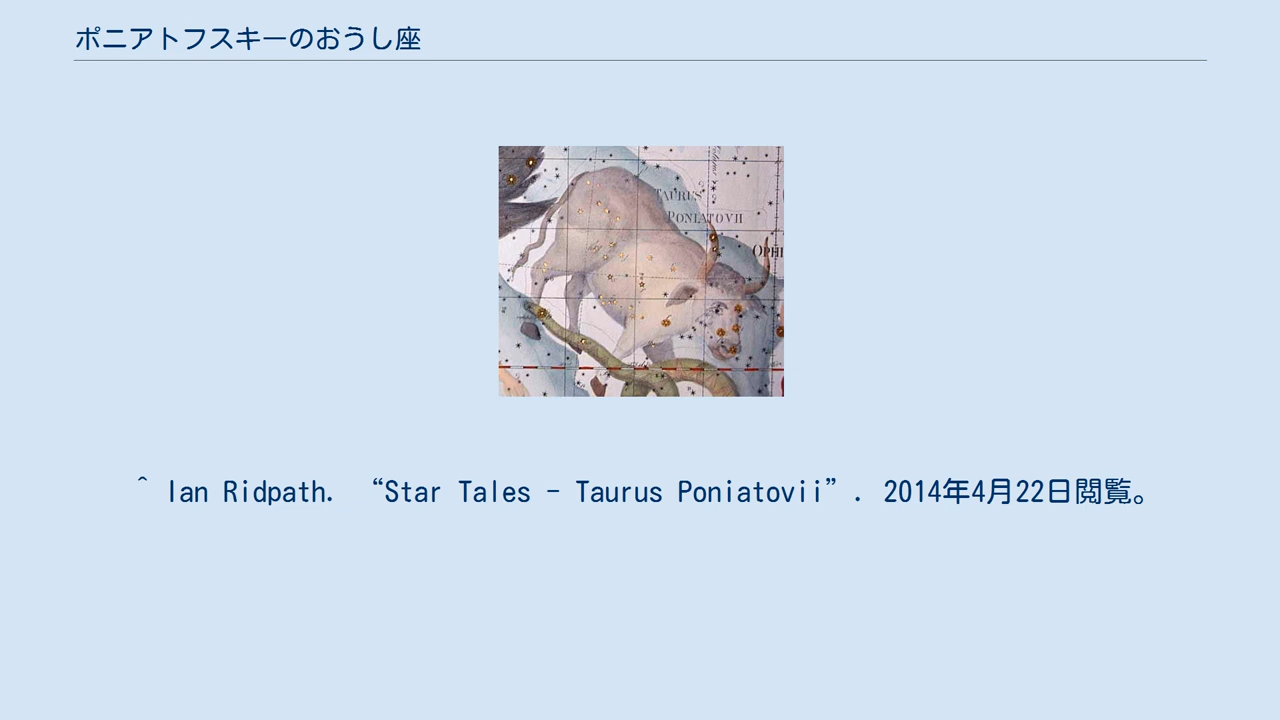 ポニアトフスキーのおうし座
TAURUS
PONIATOVII
OPHI
^ Ian Ridpath. “Star Tales - Taurus Poniatovii”. 2014年4月22日閲覧。